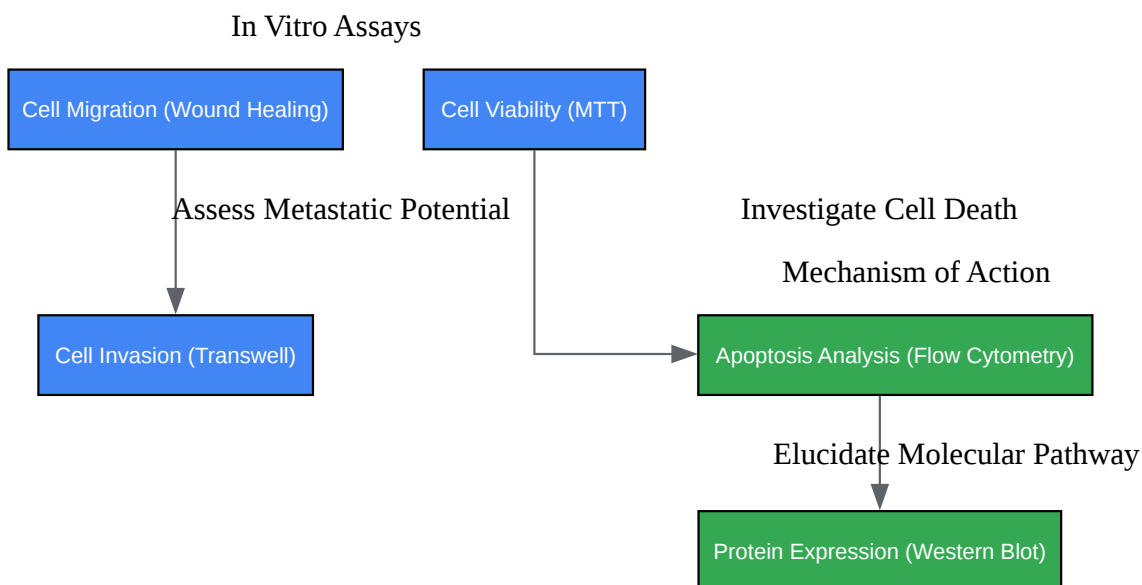 In Vitro Assays
Cell Migration (Wound Healing)
Cell Viability (MTT)
Assess Metastatic Potential
Investigate Cell Death
Mechanism of Action
Cell Invasion (Transwell)
Apoptosis Analysis (Flow Cytometry)
Elucidate Molecular Pathway
Protein Expression (Western Blot)